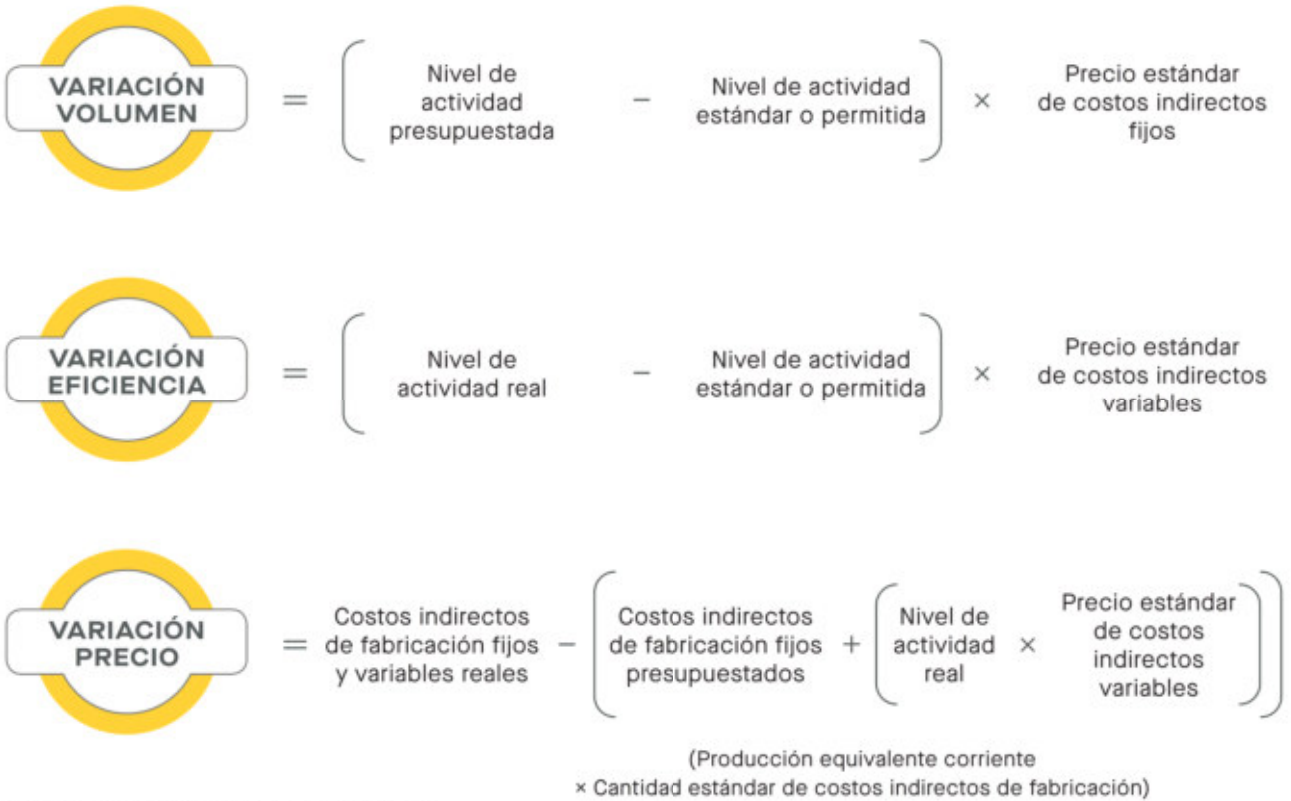 VARIACIÓN
VOLUMEN
=
Nivel de
actividad
presupuestada
−
Nivel de actividad
estándar o permitida
×
Precio estándar
de costos indirectos
fijos
VARIACIÓN
EFICIENCIA
=
Nivel de
actividad real
−
Nivel de actividad
estándar o permitida
×
Precio estándar
de costos indirectos
variables
VARIACIÓN
PRECIO
=
Costos indirectos
de fabricación fijos
y variables reales
−
Costos indirectos
de fabricación fijos
presupuestados
+
Nivel de
actividad
real
×
Precio estándar
de costos
indirectos
variables
(Producción equivalente corriente
× Cantidad estándar de costos indirectos de fabricación)